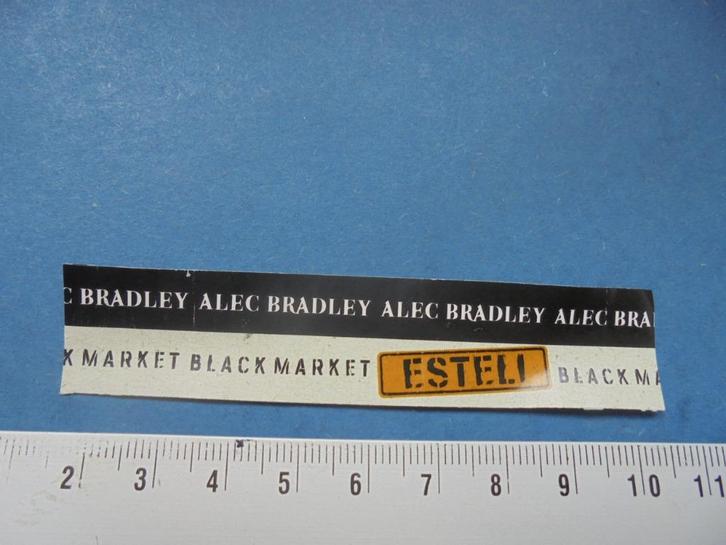 C BRADLEY ALEC BRADLEY ALEC BRADLEY ALEC BRA
K MARKET BLACK MARKET ESTELI BLACK MA
2 3 4 5 6 7 8 9 10 11